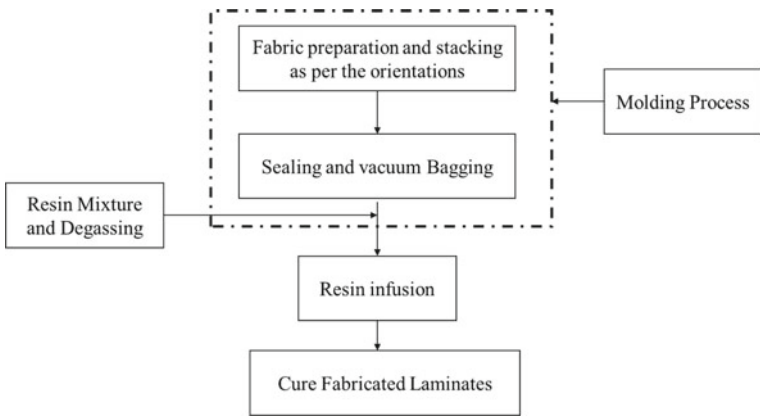 Fabric preparation and stacking
as per the orientations
Molding Process
Sealing and vacuum Bagging
Resin Mixture
and Degassing
Resin infusion
Cure Fabricated Laminates